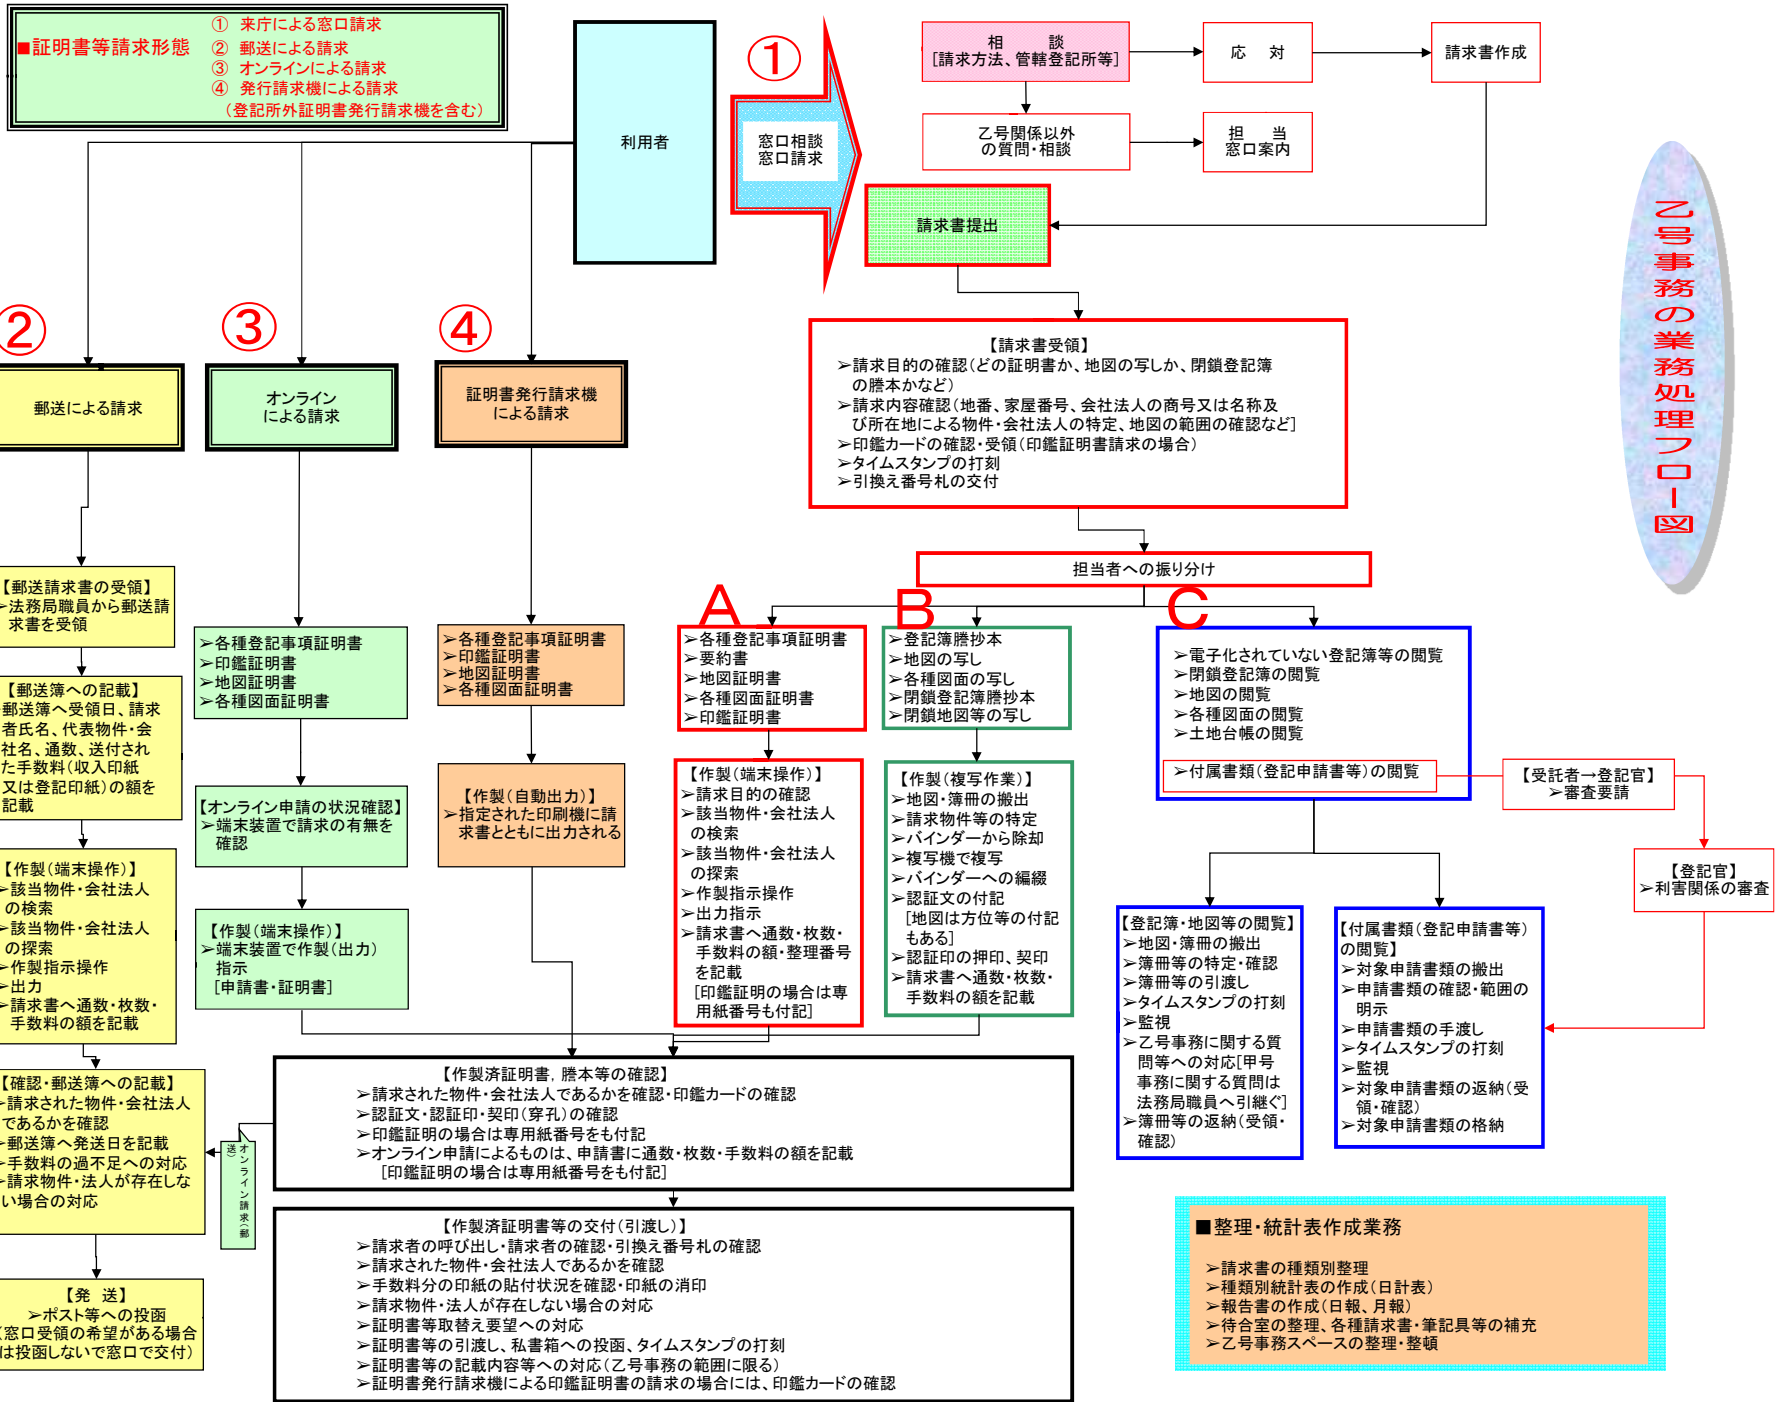 ■証明書等請求形態
① 来庁による窓口請求
② 郵送による請求
③ オンラインによる請求
④ 発行請求機による請求
(登記所外証明書発行請求機を含む)
利用者
①
窓口相談
窓口請求
相 談
[請求方法、管轄登記所等]
応 対
請求書作成
乙号関係以外
の質問・相談
担 当
窓口案内
請求書提出
乙号事務の業務処理フロー図
②
③
④
郵送による請求
オンライン
による請求
証明書発行請求機
による請求
【請求書受領】
➢請求目的の確認(どの証明書か、地図の写しか、閉鎖登記簿
の謄本かなど)
➢請求内容確認(地番、家屋番号、会社法人の商号又は名称及
び所在地による物件・会社法人の特定、地図の範囲の確認など]
➢印鑑カードの確認・受領(印鑑証明書請求の場合)
➢タイムスタンプの打刻
➢引換え番号札の交付
担当者への振り分け
A
B
C
【郵送請求書の受領】
➢法務局職員から郵送請
求書を受領
【郵送簿への記載】
郵送簿へ受領日、請求
者氏名、代表物件・会
社名、通数、送付され
た手数料(収入印紙
又は登記印紙)の額を
記載
【作製(端末操作)】
➢該当物件・会社法人
の検索
➢該当物件・会社法人
の探索
➢作製指示操作
➢出力
➢請求書へ通数・枚数・
手数料の額を記載
【確認・郵送簿への記載】
➢請求された物件・会社法人
であるかを確認
➢郵送簿へ発送日を記載
➢手数料の過不足への対応
➢請求物件・法人が存在しな
い場合の対応
【発 送】
➢ポスト等への投函
(窓口受領の希望がある場合
は投函しないで窓口で交付)
➢各種登記事項証明書
➢印鑑証明書
➢地図証明書
➢各種図面証明書
【オンライン申請の状況確認】
➢端末装置で請求の有無を
確認
【作製(端末操作)】
➢端末装置で作製(出力)
指示
[申請書・証明書]
➢各種登記事項証明書
➢印鑑証明書
➢地図証明書
➢各種図面証明書
【作製(自動出力)】
➢指定された印刷機に請
求書とともに出力される
➢各種登記事項証明書
➢要約書
➢地図証明書
➢各種図面証明書
➢印鑑証明書
【作製(端末操作)】
➢請求目的の確認
➢該当物件・会社法人
の検索
➢該当物件・会社法人
の探索
➢作製指示操作
➢出力指示
➢請求書へ通数・枚数・
手数料の額・整理番号
を記載
[印鑑証明の場合は専
用紙番号も付記]
➢登記簿謄抄本
➢地図の写し
➢各種図面の写し
➢閉鎖登記簿謄抄本
➢閉鎖地図等の写し
【作製(複写作業)】
➢地図・簿冊の搬出
➢請求物件等の特定
➢バインダーから除却
➢複写機で複写
➢バインダーへの編綴
➢認証文の付記
[地図は方位等の付記
もある]
➢認証印の押印、契印
➢請求書へ通数・枚数・
手数料の額を記載
➢電子化されていない登記簿等の閲覧
➢閉鎖登記簿の閲覧
➢地図の閲覧
➢各種図面の閲覧
➢土地台帳の閲覧
➢付属書類(登記申請書等)の閲覧
【受託者→登記官】
➢審査要請
【登記官】
➢利害関係の審査
【登記簿・地図等の閲覧】
➢地図・簿冊の搬出
➢簿冊等の特定・確認
➢簿冊等の引渡し
➢タイムスタンプの打刻
➢監視
➢乙号事務に関する質
問等への対応[甲号
事務に関する質問は
法務局職員へ引継ぐ]
➢簿冊等の返納(受領・
確認)
【付属書類(登記申請書等)
の閲覧】
➢対象申請書類の搬出
➢申請書類の確認・範囲の
明示
➢申請書類の手渡し
➢タイムスタンプの打刻
➢監視
➢対象申請書類の返納(受
領・確認)
➢対象申請書類の格納
オンライン請求(郵
送)
【作製済証明書,謄本等の確認】
➢請求された物件・会社法人であるかを確認・印鑑カードの確認
➢認証文・認証印・契印(穿孔)の確認
➢印鑑証明の場合は専用紙番号をも付記
➢オンライン申請によるものは、申請書に通数・枚数・手数料の額を記載
[印鑑証明の場合は専用紙番号をも付記]
【作製済証明書等の交付(引渡し)】
➢請求者の呼び出し・請求者の確認・引換え番号札の確認
➢請求された物件・会社法人であるかを確認
➢手数料分の印紙の貼付状況を確認・印紙の消印
➢請求物件・法人が存在しない場合の対応
➢証明書等取替え要望への対応
➢証明書等の引渡し、私書箱への投函、タイムスタンプの打刻
➢証明書等の記載内容等への対応(乙号事務の範囲に限る)
➢証明書発行請求機による印鑑証明書の請求の場合には、印鑑カードの確認
■整理・統計表作成業務
➢請求書の種類別整理
➢種類別統計表の作成(日計表)
➢報告書の作成(日報、月報)
➢待合室の整理、各種請求書・筆記具等の補充
➢乙号事務スペースの整理・整頓